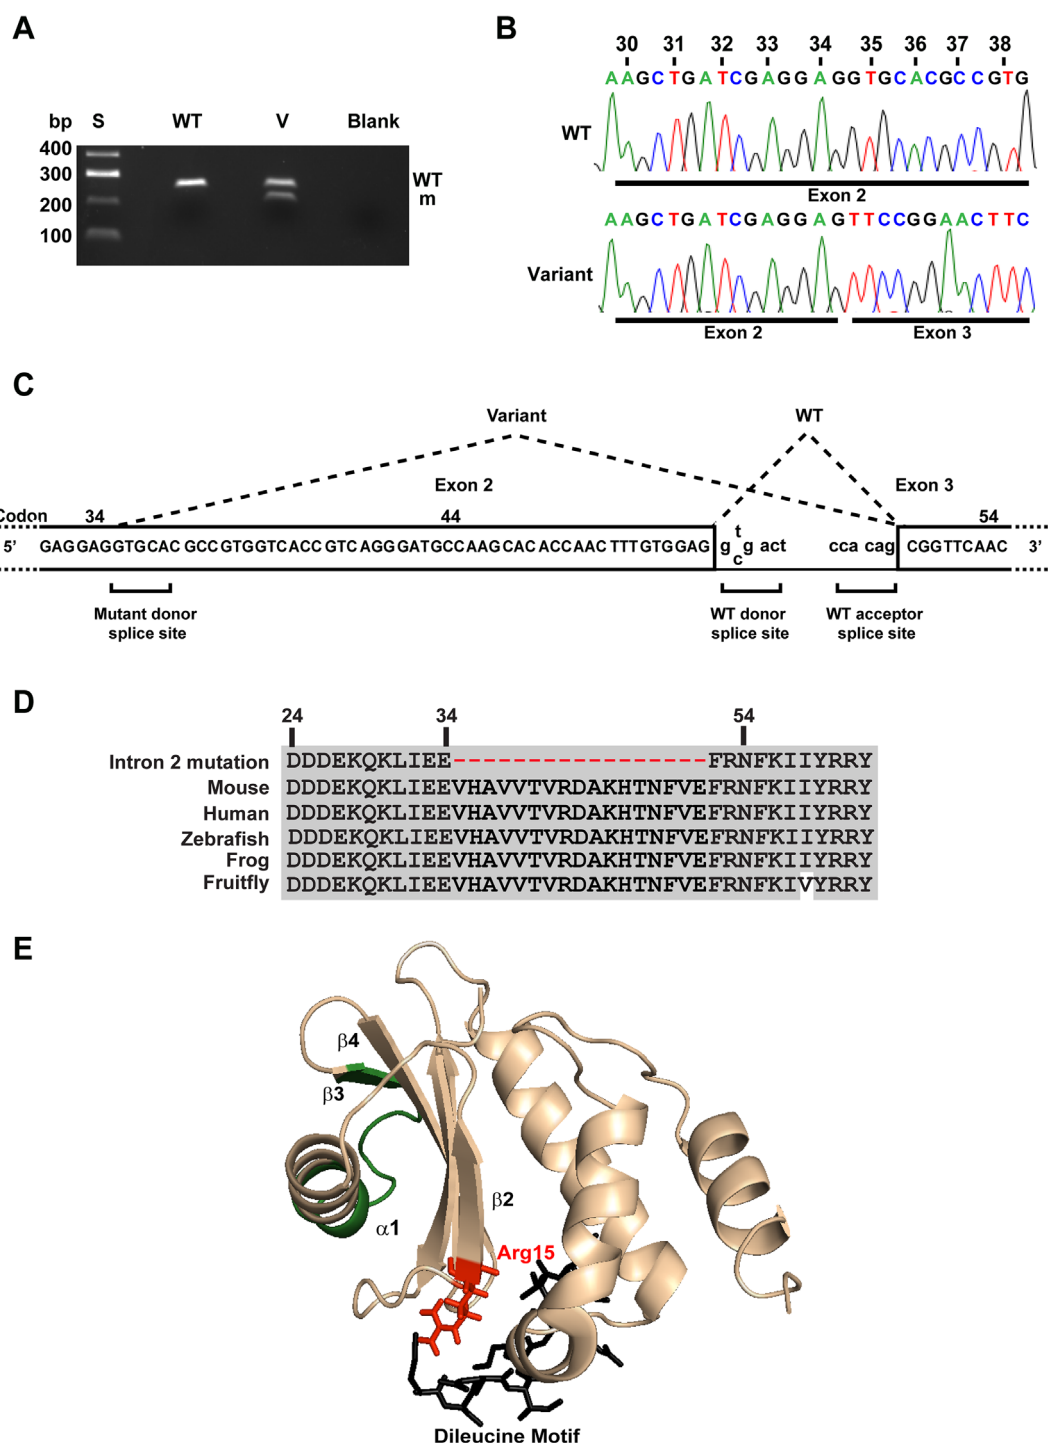 A
bp S WT V Blank
400
300
200
100
WT
m
B
30 31 32 33 34 35 36 37 38
AAGCTGATCGAGGAGGTGCACGCCGTG
WT
Exon 2
AAGCTGATCGAGGAGTTCCGGAACTTC
Variant
Exon 2 Exon 3
C
Variant WT
Exon 2 Exon 3
Codon 34 44 54
5’ GAGGAGGTGCAC GCCGTGGTCACCGTCAGGGATGCCAAGCACACCAAC TTTGTGGAG g t c g act cca cag CGGTTCAAC 3’
Mutant donor splice site
WT donor splice site
WT acceptor splice site
D
24 34 54
Intron 2 mutation DDDEKQKLIEE-------------------FRNFKIIYRRY
Mouse DDDEKQKLIEEVHAVVTVRDAKHTNFVEFRNFKIIYRRY
Human DDDEKQKLIEEVHAVVTVRDAKHTNFVEFRNFKIIYRRY
Zebrafish DDDEKQKLIEEVHAVVTVRDAKHTNFVEFRNFKIIYRRY
Frog DDDEKQKLIEEVHAVVTVRDAKHTNFVEFRNFKIIYRRY
Fruitfly DDDEKQKLIEEVHAVVTVRDAKHTNFVEFRNFKIVYRRY
E
β4
β3
α1
β2
Arg15
Dileucine Motif